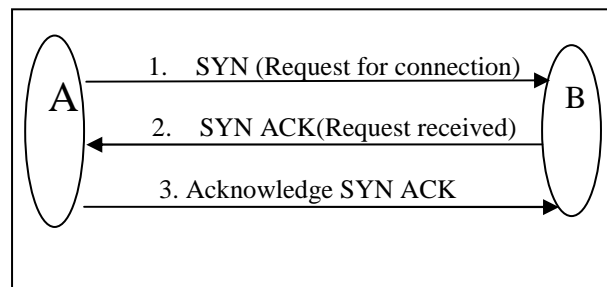 1. SYN (Request for connection)
A
B
2. SYN ACK(Request received)
3. Acknowledge SYN ACK